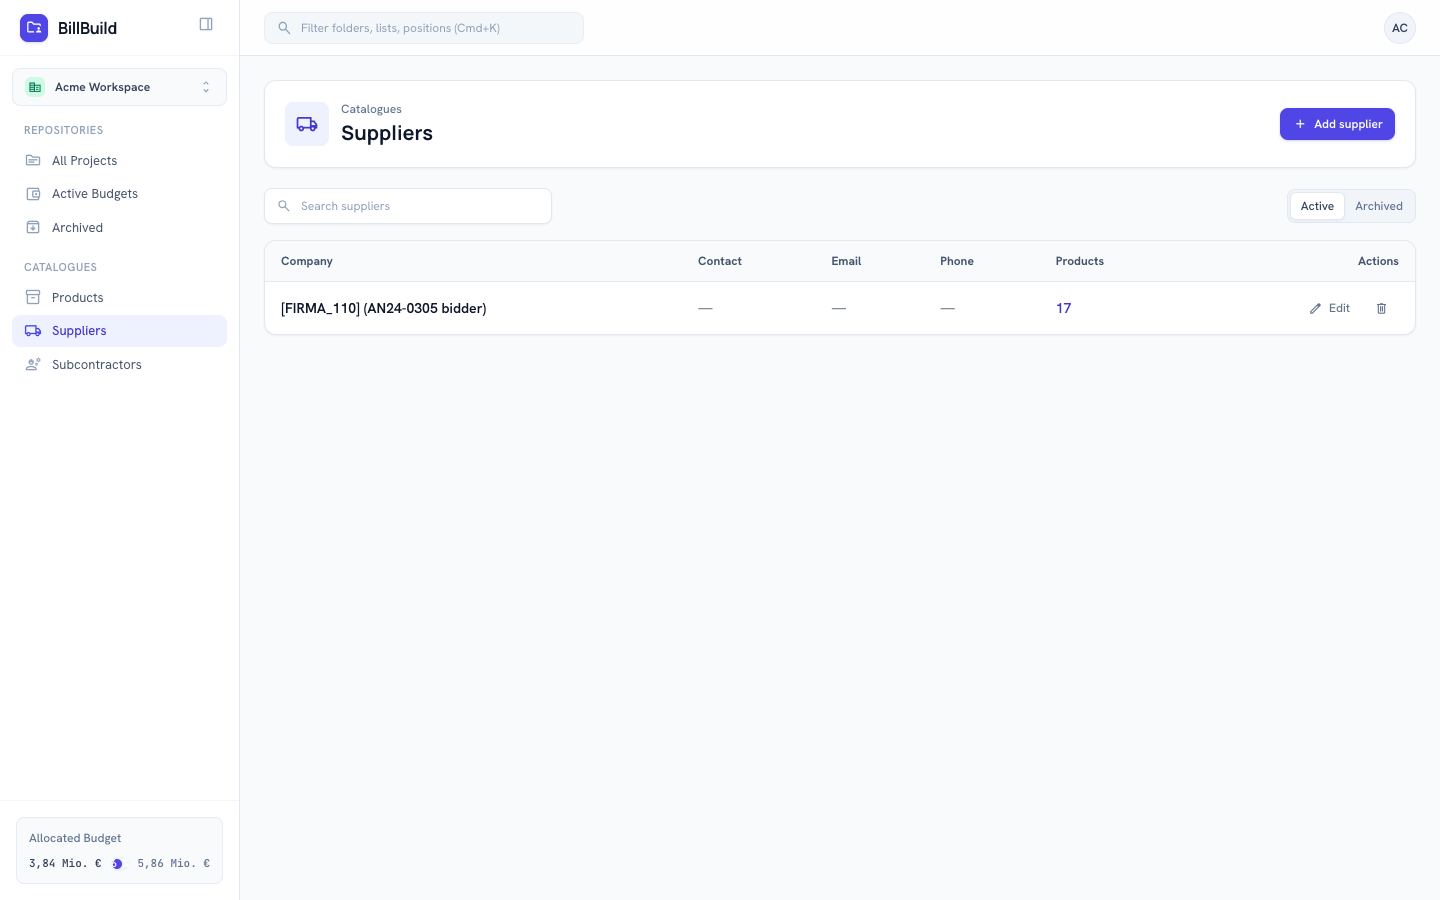 BillBuild
Filter folders, lists, positions (Cmd+K)
AC
Acme Workspace
REPOSITORIES
All Projects
Active Budgets
Archived
CATALOGUES
Products
Suppliers
Subcontractors
Allocated Budget
3,84 Mio. € 5,86 Mio. €
Catalogues
Suppliers
Add supplier
Search suppliers
Active Archived
Company Contact Email Phone Products Actions
[FIRMA_110] (AN24-0305 bidder) — — — 17 Edit